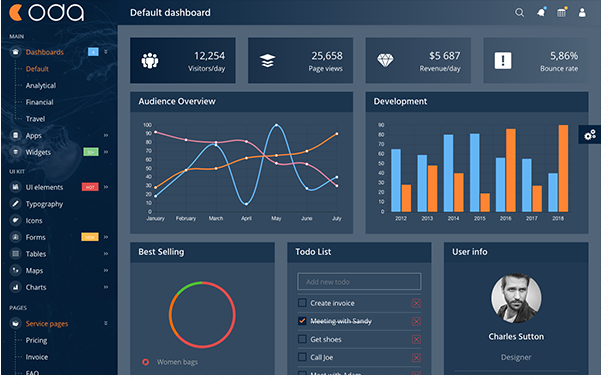 oda
Default dashboard
MAIN
Dashboards
Default
Analytical
Financial
Travel
Apps
Widgets
UI KIT
UI elements
HOT
Typography
Icons
Forms
Tables
Maps
Charts
PAGES
Service pages
Pricing
Invoice
FAQ
12,254
Visitors/day
25,658
Page views
$5 687
Revenue/day
5,86%
Bounce rate
Audience Overview
100
90
80
70
60
50
40
30
20
10
0
January February March April May June July
Development
90
80
70
60
50
40
30
20
10
0
2012 2013 2014 2015 2016 2017 2018
Best Selling
Women bags
Todo List
Add new todo
Create invoice
Meeting with Sandy
Get shoes
Call Joe
Meet with Adam
User info
Charles Sutton
Designer